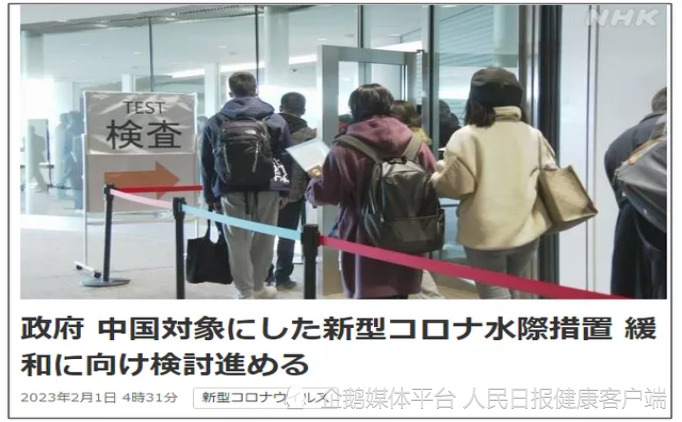 NHK
TEST
検査
政府 中国対象にした新型コロナ水際措置 緩
和に向け検討進める
2023年2月1日 4時31分
新型コロナウイルス
企鹅媒体平台 人民日报健康客户端